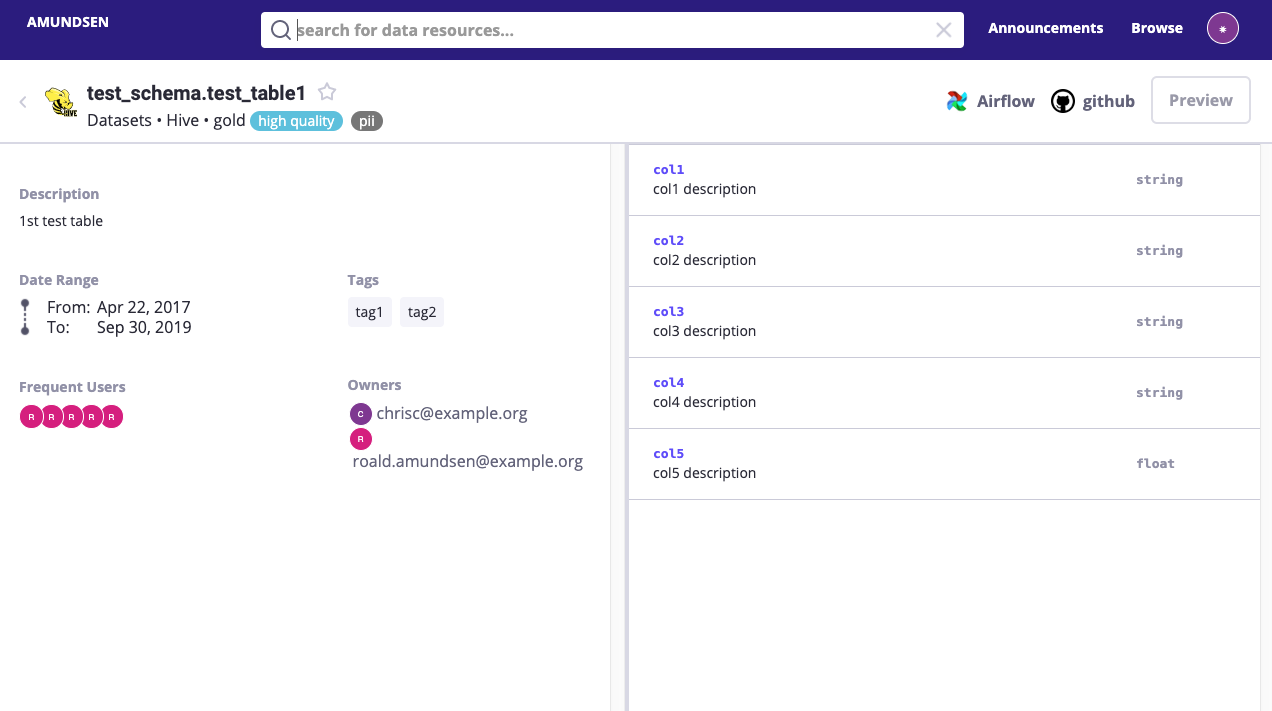 AMUNDSEN
search for data resources...
Announcements
Browse
*
HIVE
test_schema.test_table1
Datasets • Hive • gold high quality pii
Airflow
github
Preview
Description
1st test table
Date Range
From: Apr 22, 2017
To: Sep 30, 2019
Tags
tag1 tag2
Frequent Users
R R R R R
Owners
C chrisc@example.org
R
roald.amundsen@example.org
col1
col1 description
string
col2
col2 description
string
col3
col3 description
string
col4
col4 description
string
col5
col5 description
float